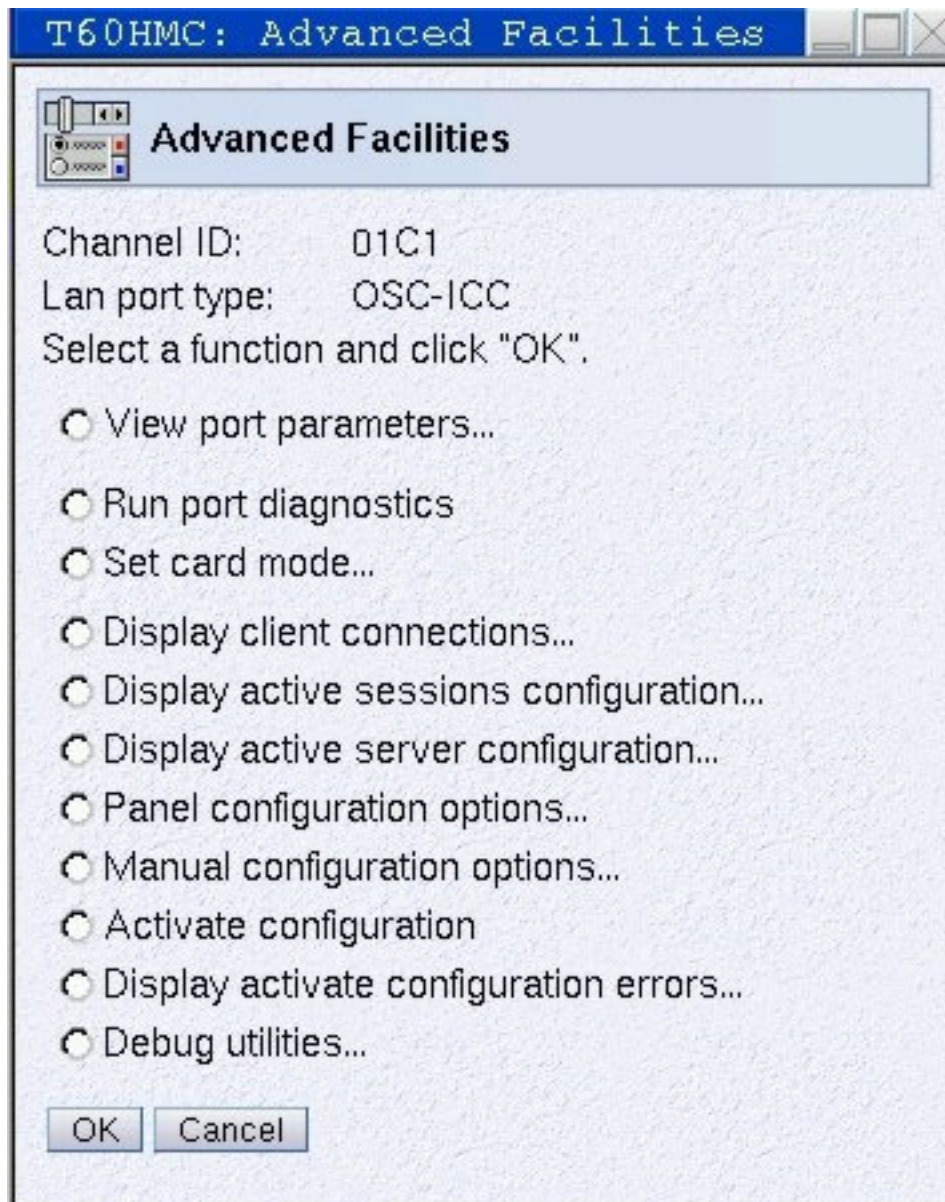 T60HMC: Advanced Facilities
Advanced Facilities
Channel ID: 01C1
Lan port type: OSC-ICC
Select a function and click "OK".
View port parameters...
Run port diagnostics
Set card mode...
Display client connections...
Display active sessions configuration...
Display active server configuration...
Panel configuration options...
Manual configuration options...
Activate configuration
Display activate configuration errors...
Debug utilities...
OK Cancel